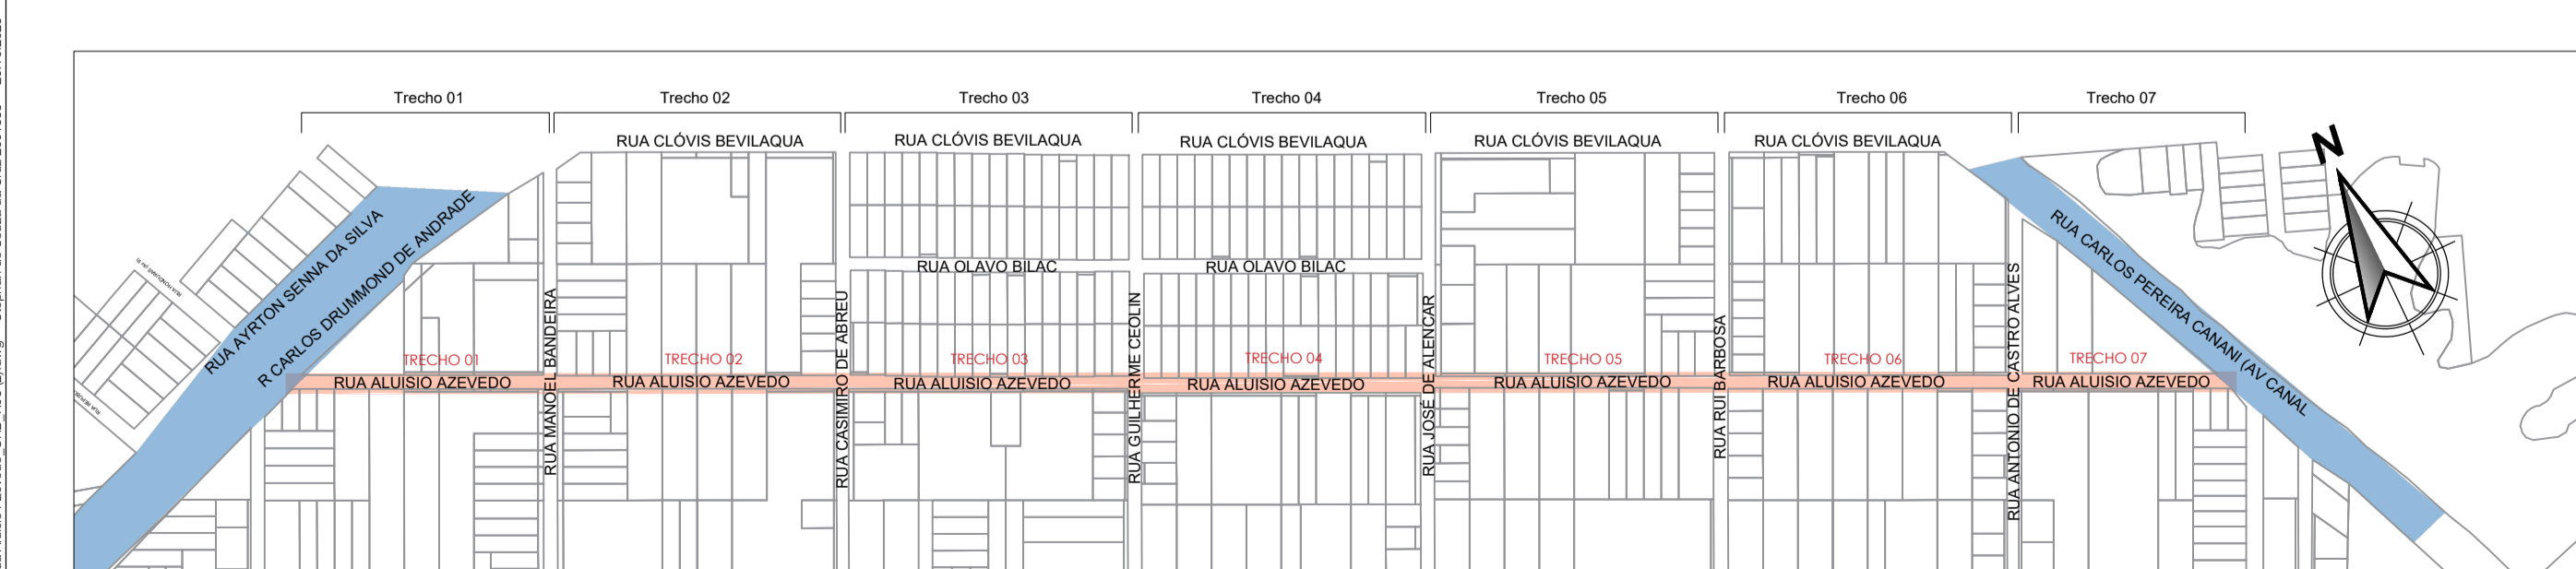 Trecho 01
Trecho 02
Trecho 03
Trecho 04
Trecho 05
Trecho 06
Trecho 07
RUA CLÓVIS BEVILAQUA
RUA CLÓVIS BEVILAQUA
RUA CLÓVIS BEVILAQUA
RUA CLÓVIS BEVILAQUA
RUA CLÓVIS BEVILAQUA
N
RUA AYRTON SENNA DA SILVA
R CARLOS DRUMMOND DE ANDRADE
RUA OLAVO BILAC
RUA OLAVO BILAC
RUA CARLOS PEREIRA CANANI (AV CANAL
RUA MANOEL BANDEIRA
RUA CASIMIRO DE ABREU
RUA GUILHERME CEOLIN
RUA JOSÉ DE ALENCAR
RUA RUI BARBOSA
RUA ANTONIO DE CASTRO ALVES
TRECHO 01
TRECHO 02
TRECHO 03
TRECHO 04
TRECHO 05
TRECHO 06
TRECHO 07
RUA ALUISIO AZEVEDO
RUA ALUISIO AZEVEDO
RUA ALUISIO AZEVEDO
RUA ALUISIO AZEVEDO
RUA ALUISIO AZEVEDO
RUA ALUISIO AZEVEDO
RUA ALUISIO AZEVEDO